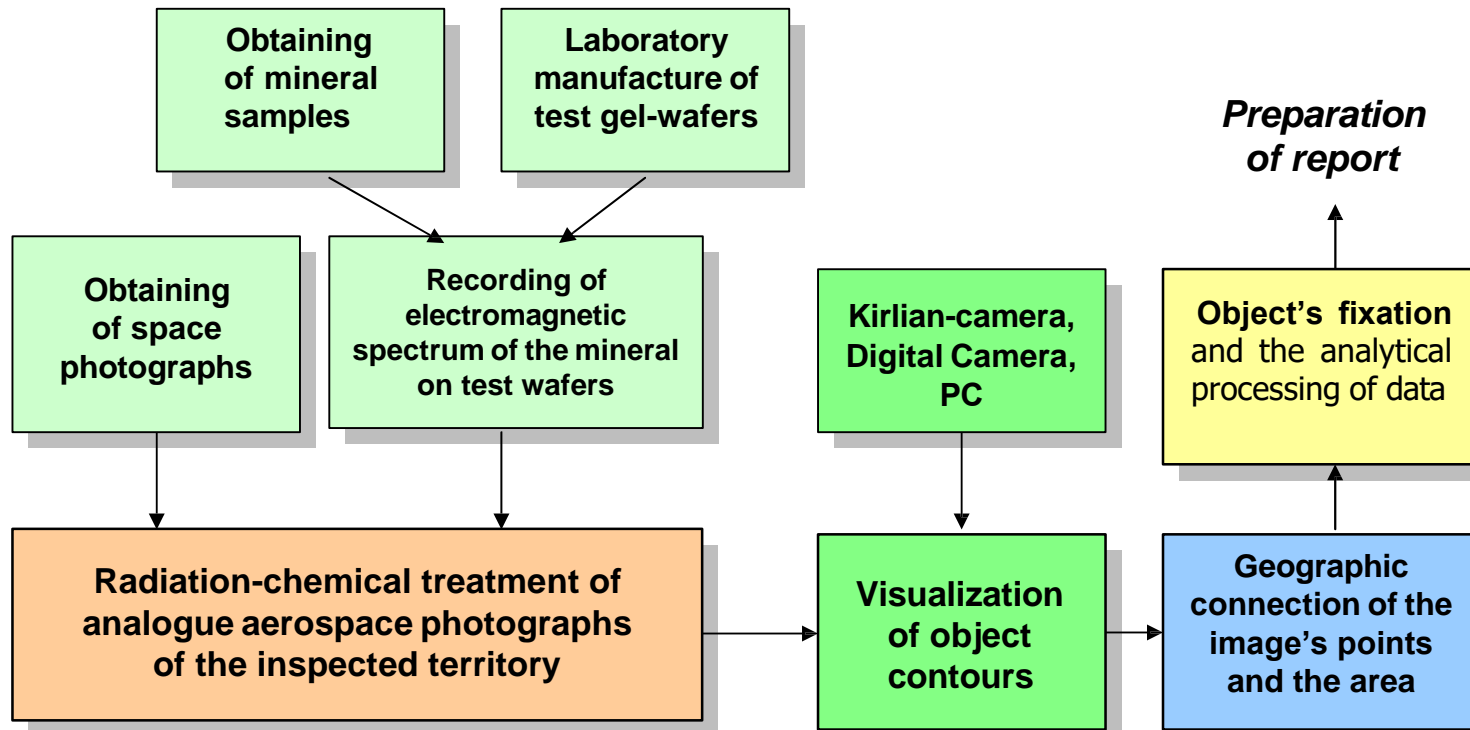 Obtaining
of mineral
samples
Laboratory
manufacture of
test gel-wafers
Preparation
of report
Obtaining
of space
photographs
Recording of
electromagnetic
spectrum of the mineral
on test wafers
Kirlian-camera,
Digital Camera,
PC
Object’s fixation
and the analytical
processing of data
Radiation-chemical treatment of
analogue aerospace photographs
of the inspected territory
Visualization
of object
contours
Geographic
connection of the
image’s points
and the area